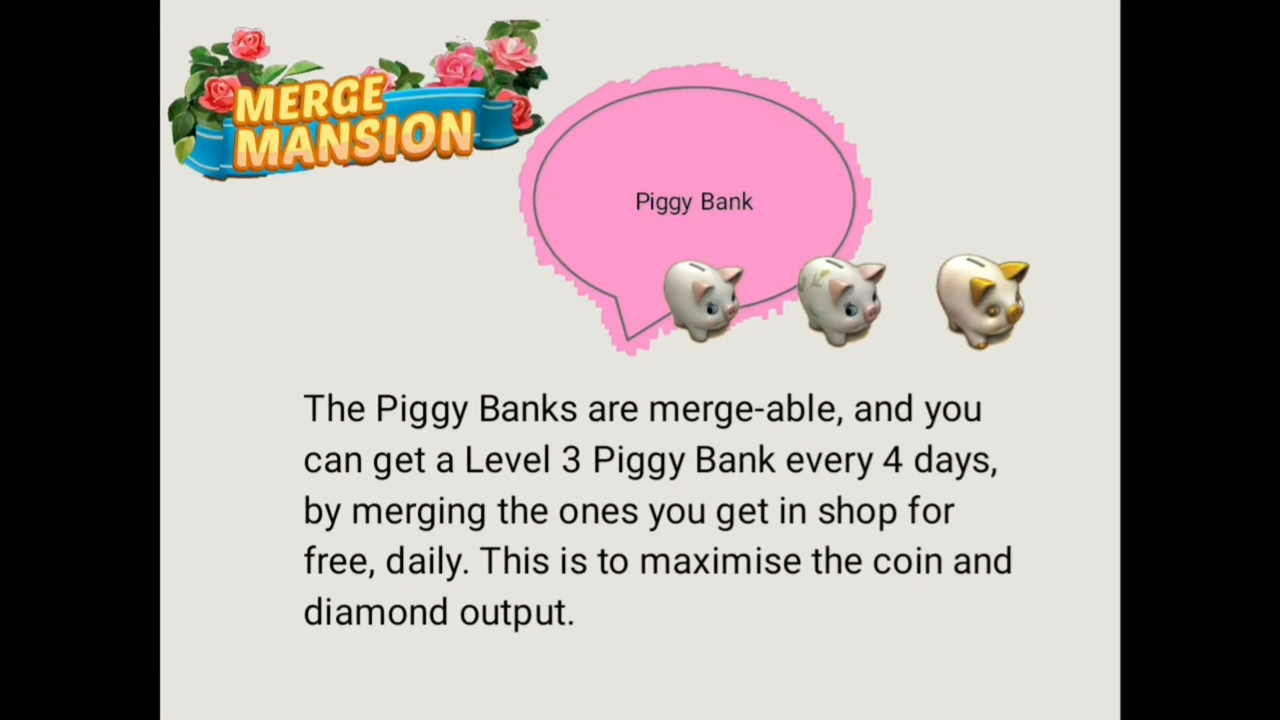 MERGE
MANSION
Piggy Bank
The Piggy Banks are merge-able, and you
can get a Level 3 Piggy Bank every 4 days,
by merging the ones you get in shop for
free, daily. This is to maximise the coin and
diamond output.